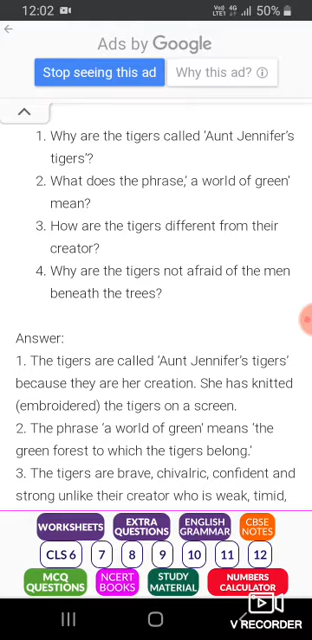 12:02
Vo) 4G
LTE1
50%
Ads by Google
Stop seeing this ad
Why this ad?
1. Why are the tigers called ‘Aunt Jennifer’s
tigers’?
2. What does the phrase,‘ a world of green’
mean?
3. How are the tigers different from their
creator?
4. Why are the tigers not afraid of the men
beneath the trees?
Answer:
1. The tigers are called ‘Aunt Jennifer’s tigers’
because they are her creation. She has knitted
(embroidered) the tigers on a screen.
2. The phrase ‘a world of green’ means ‘the
green forest to which the tigers belong.’
3. The tigers are brave, chivalric, confident and
strong unlike their creator who is weak, timid,
WORKSHEETS
EXTRA
QUESTIONS
ENGLISH
GRAMMAR
CBSE
NOTES
CLS 6 7 8 9 10 11 12
MCQ
QUESTIONS
NCERT
BOOKS
STUDY
MATERIAL
NUMBERS
CALCULATOR
V RECORDER